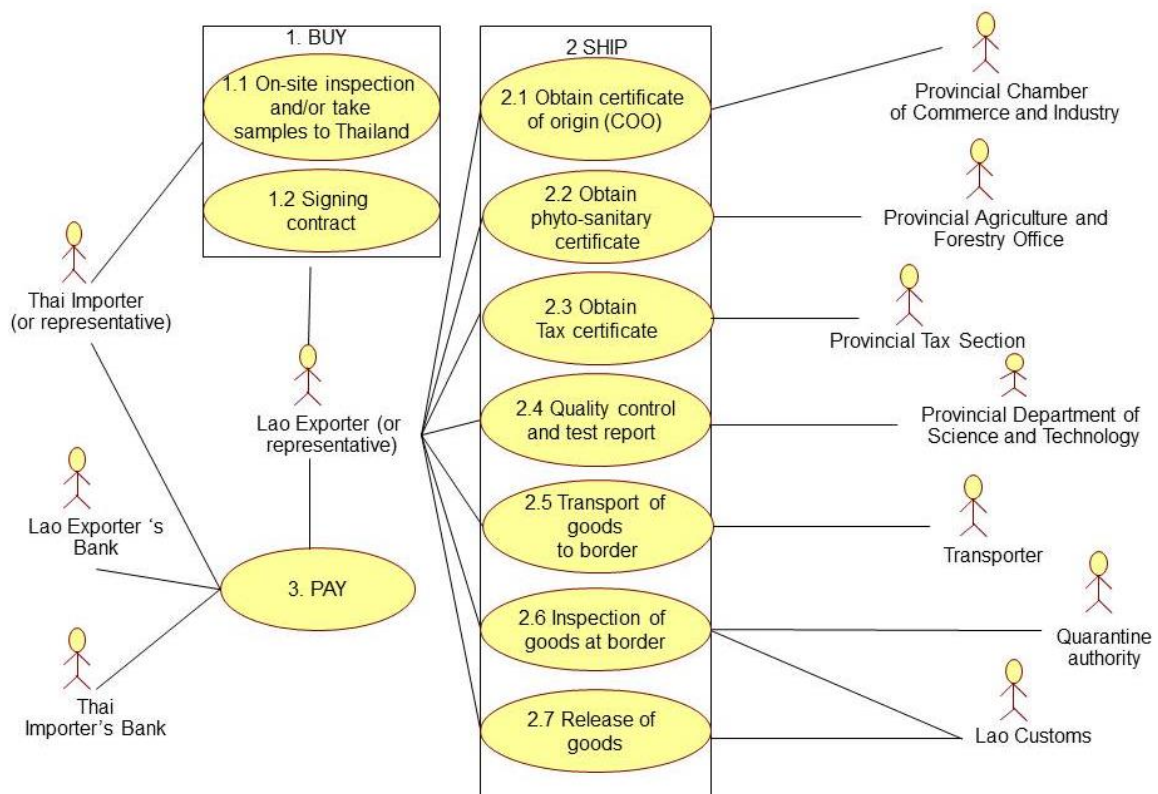 1. BUY
1.1 On-site inspection
and/or take
samples to Thailand
1.2 Signing
contract
Thai Importer
(or representative)
Lao Exporter (or
representative)
Lao Exporter ‘s
Bank
3. PAY
Thai
Importer’s Bank
2 SHIP
2.1 Obtain certificate
of origin (COO)
2.2 Obtain
phyto-sanitary
certificate
2.3 Obtain
Tax certificate
2.4 Quality control
and test report
2.5 Transport of
goods
to border
2.6 Inspection of
goods at border
2.7 Release of
goods
Provincial Chamber
of Commerce and Industry
Provincial Agriculture and
Forestry Office
Provincial Tax Section
Provincial Department of
Science and Technology
Transporter
Quarantine
authority
Lao Customs